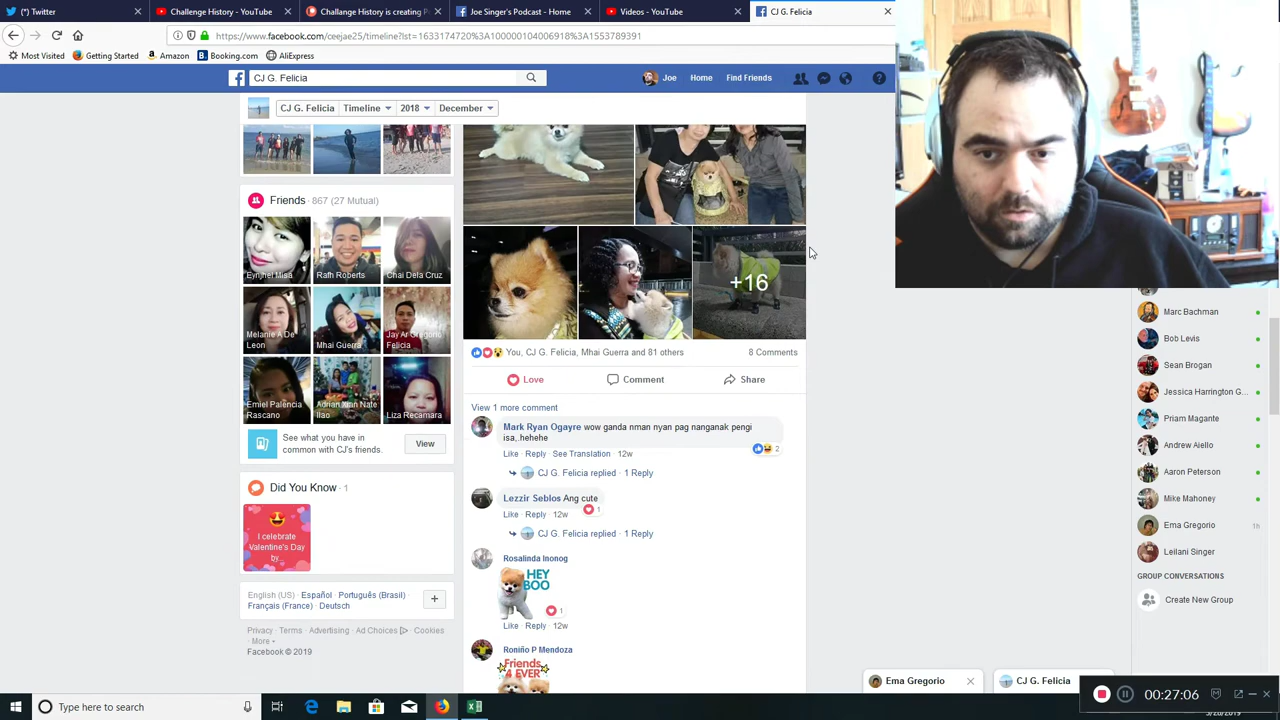 (*) Twitter
Challenge History - YouTube
Challange History is creating P
Joe Singer's Podcast - Home
Videos - YouTube
CJ G. Felicia
https://www.facebook.com/ceejae25/timeline?lst=1633174720%3A100000104006918%3A1553789391
Most Visited Getting Started Amazon Booking.com AliExpress
CJ G. Felicia
Joe Home Find Friends
CJ G. Felicia Timeline 2018 December
Friends · 867 (27 Mutual)
Eynjhel Misa
Rafh Roberts
Chai Dela Cruz
Melanie A De Leon
Mhai Guerra
Jay Ar Gregorio Felicia
Emiel Palencia Rascano
Adrian Xian Nate Ilao
Liza Recamara
See what you have in
common with CJ's friends.
View
Did You Know · 1
I celebrate
Valentine's Day
by
English (US) · Español · Português (Brasil) ·
Français (France) · Deutsch
Privacy · Terms · Advertising · Ad Choices · Cookies
· More
Facebook © 2019
+16
You, CJ G. Felicia, Mhai Guerra and 81 others
8 Comments
Love Comment Share
View 1 more comment
Mark Ryan Ogayre wow ganda nman nyan pag nanganak pengi
isa,.hehehe
2
Like · Reply · See Translation · 12w
CJ G. Felicia replied · 1 Reply
Lezzir Seblos Ang cute
1
Like · Reply · 12w
CJ G. Felicia replied · 1 Reply
Rosalinda Inonog
HEY
BOO
1
Like · Reply · 12w
Roniño P Mendoza
Friends
4 EVER
Marc Bachman
Bob Levis
Sean Brogan
Jessica Harrington G...
Priam Magante
Andrew Aiello
Aaron Peterson
Mike Mahoney
Ema Gregorio 1h
Leilani Singer
GROUP CONVERSATIONS
Create New Group
Ema Gregorio
CJ G. Felicia
00:27:06
Type here to search